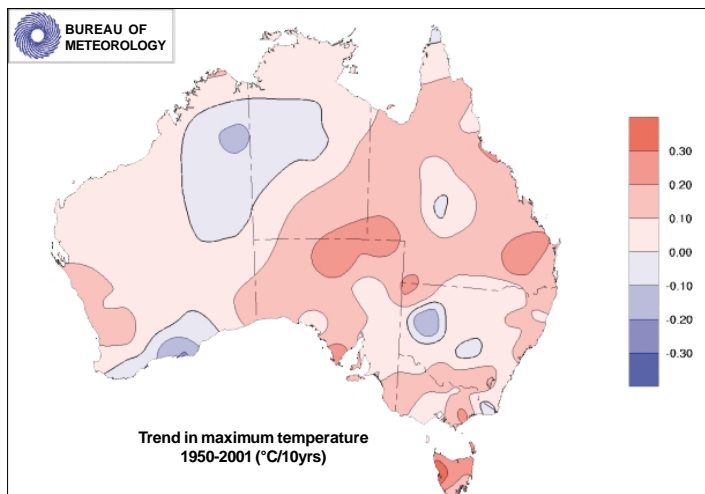 BUREAU OF
METEOROLOGY
0.30
0.20
0.10
0.00
-0.10
-0.20
-0.30
Trend in maximum temperature
1950-2001 (°C/10yrs)